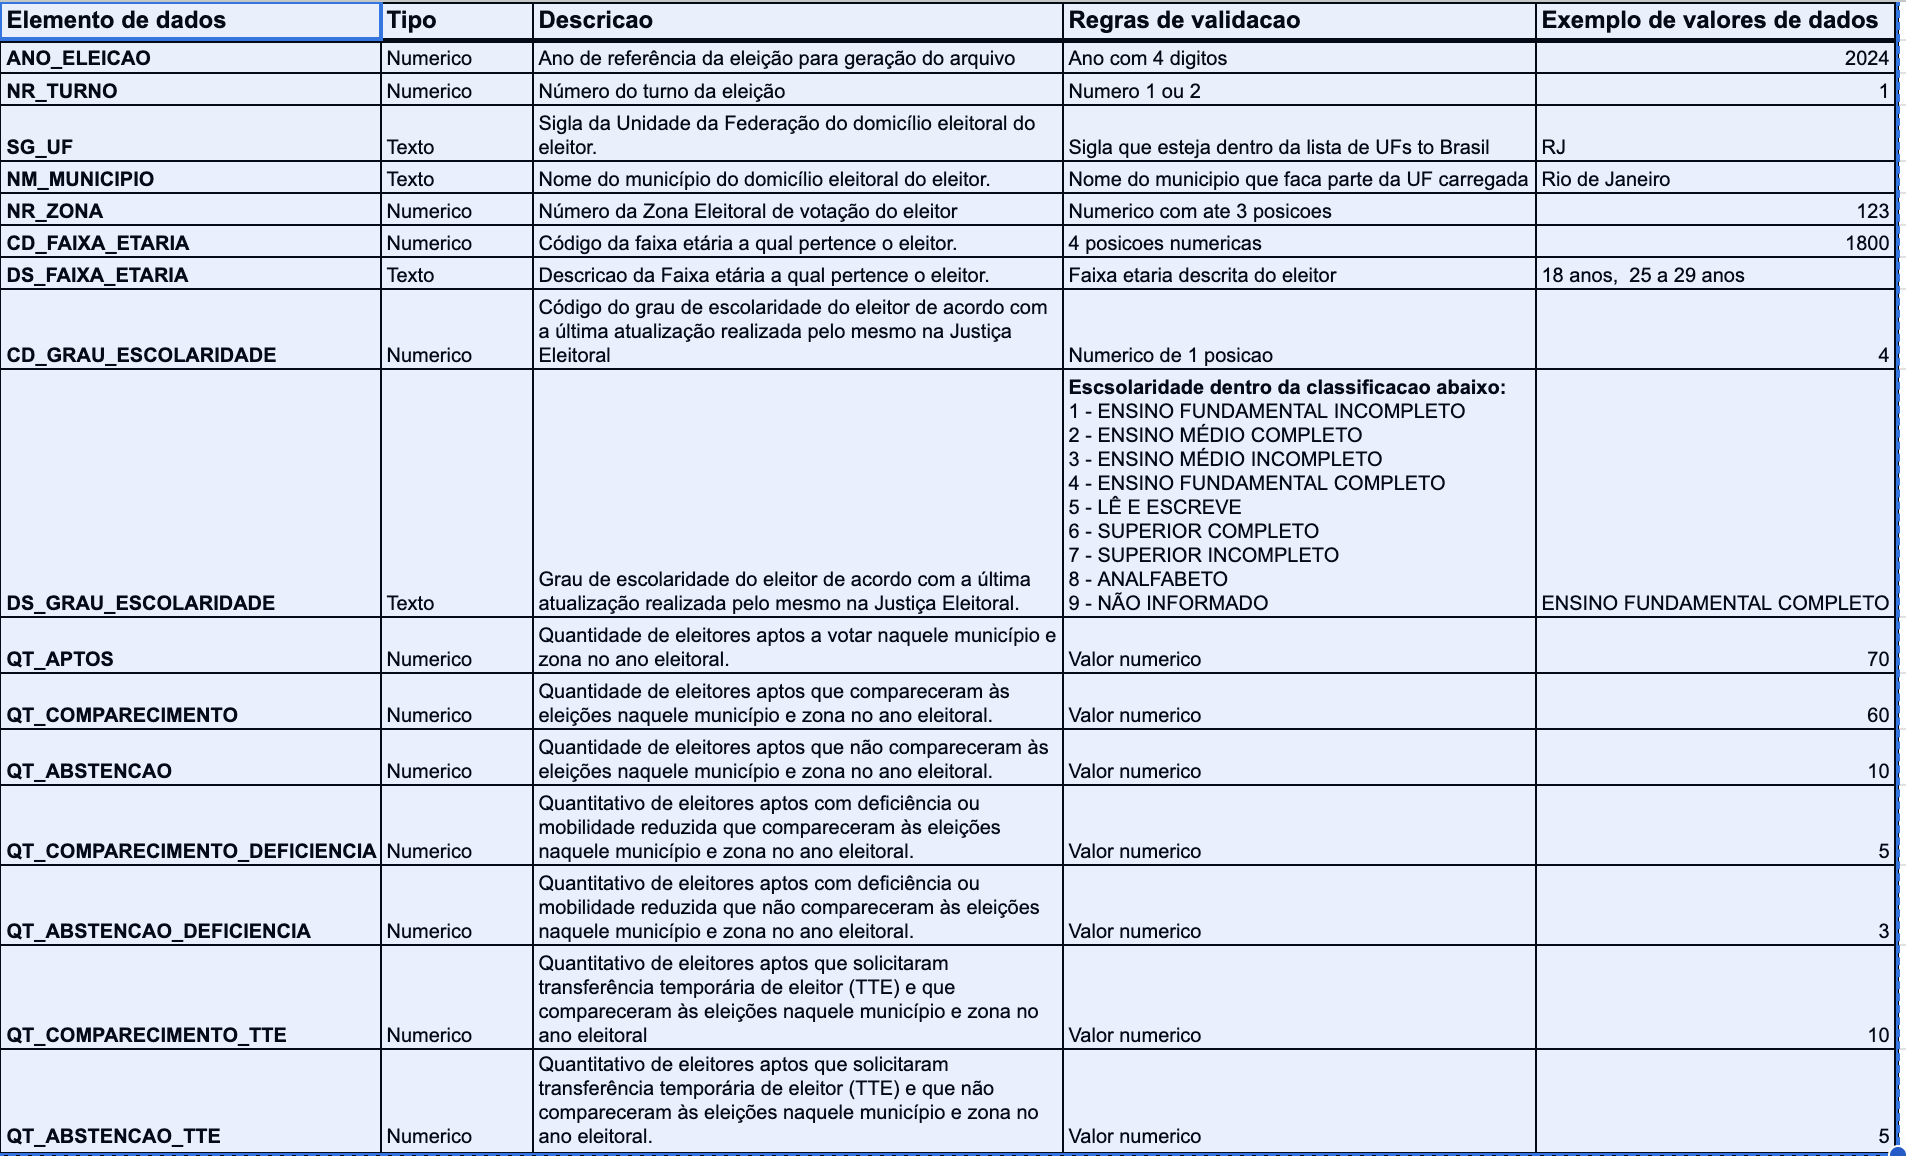 Elemento de dados Tipo Descricao Regras de validacao Exemplo de valores de dados
ANO_ELEICAO Numerico Ano de referência da eleição para geração do arquivo Ano com 4 digitos 2024
NR_TURNO Numerico Número do turno da eleição Numero 1 ou 2 1
Sigla da Unidade da Federação do domicílio eleitoral do
SG_UF Texto eleitor. Sigla que esteja dentro da lista de UFs to Brasil RJ
NM_MUNICIPIO Texto Nome do município do domicílio eleitoral do eleitor. Nome do municipio que faca parte da UF carregada Rio de Janeiro
NR_ZONA Numerico Número da Zona Eleitoral de votação do eleitor Numerico com ate 3 posicoes 123
CD_FAIXA_ETARIA Numerico Código da faixa etária a qual pertence o eleitor. 4 posicoes numericas 1800
DS_FAIXA_ETARIA Texto Descricao da Faixa etária a qual pertence o eleitor. Faixa etaria descrita do eleitor 18 anos,  25 a 29 anos
Código do grau de escolaridade do eleitor de acordo com
a última atualização realizada pelo mesmo na Justiça
CD_GRAU_ESCOLARIDADE Numerico Eleitoral Numerico de 1 posicao 4
Escsolaridade dentro da classificacao abaixo:
1 - ENSINO FUNDAMENTAL INCOMPLETO
2 - ENSINO MÉDIO COMPLETO
3 - ENSINO MÉDIO INCOMPLETO
4 - ENSINO FUNDAMENTAL COMPLETO
5 - LÊ E ESCREVE
6 - SUPERIOR COMPLETO
7 - SUPERIOR INCOMPLETO
Grau de escolaridade do eleitor de acordo com a última 8 - ANALFABETO
DS_GRAU_ESCOLARIDADE Texto atualização realizada pelo mesmo na Justiça Eleitoral. 9 - NÃO INFORMADO ENSINO FUNDAMENTAL COMPLETO
Quantidade de eleitores aptos a votar naquele município e
QT_APTOS Numerico zona no ano eleitoral. Valor numerico 70
Quantidade de eleitores aptos que compareceram às
QT_COMPARECIMENTO Numerico eleições naquele município e zona no ano eleitoral. Valor numerico 60
Quantidade de eleitores aptos que não compareceram às
QT_ABSTENCAO Numerico eleições naquele município e zona no ano eleitoral. Valor numerico 10
Quantitativo de eleitores aptos com deficiência ou
mobilidade reduzida que compareceram às eleições
QT_COMPARECIMENTO_DEFICIENCIA Numerico naquele município e zona no ano eleitoral. Valor numerico 5
Quantitativo de eleitores aptos com deficiência ou
mobilidade reduzida que não compareceram às eleições
QT_ABSTENCAO_DEFICIENCIA Numerico naquele município e zona no ano eleitoral. Valor numerico 3
Quantitativo de eleitores aptos que solicitaram
transferência temporária de eleitor (TTE) e que
compareceram às eleições naquele município e zona no
QT_COMPARECIMENTO_TTE Numerico ano eleitoral Valor numerico 10
Quantitativo de eleitores aptos que solicitaram
transferência temporária de eleitor (TTE) e que não
compareceram às eleições naquele município e zona no
QT_ABSTENCAO_TTE Numerico ano eleitoral. Valor numerico 5